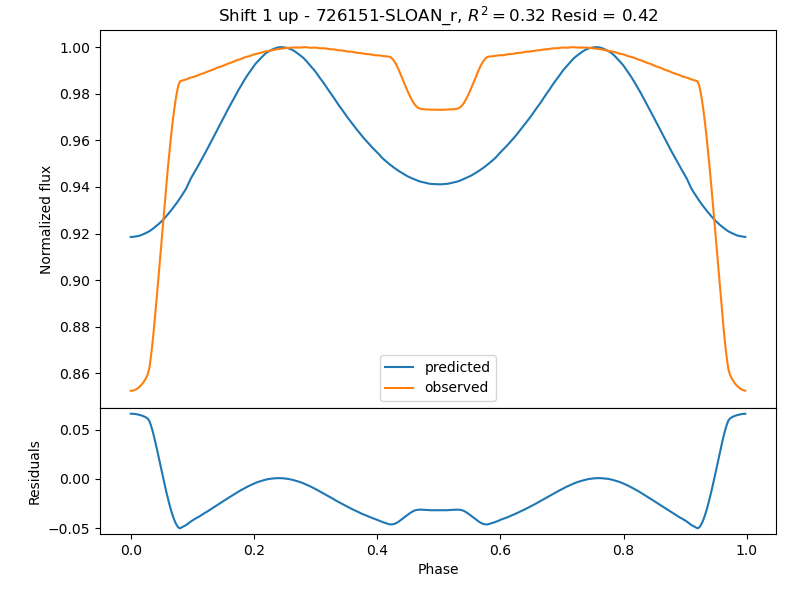 Shift 1 up - 726151-SLOAN_r, R² = 0.32 Resid = 0.42
Normalized flux
1.00
0.98
0.96
0.94
0.92
0.90
0.88
0.86
predicted
observed
Residuals
0.05
0.00
−0.05
0.0 0.2 0.4 0.6 0.8 1.0
Phase